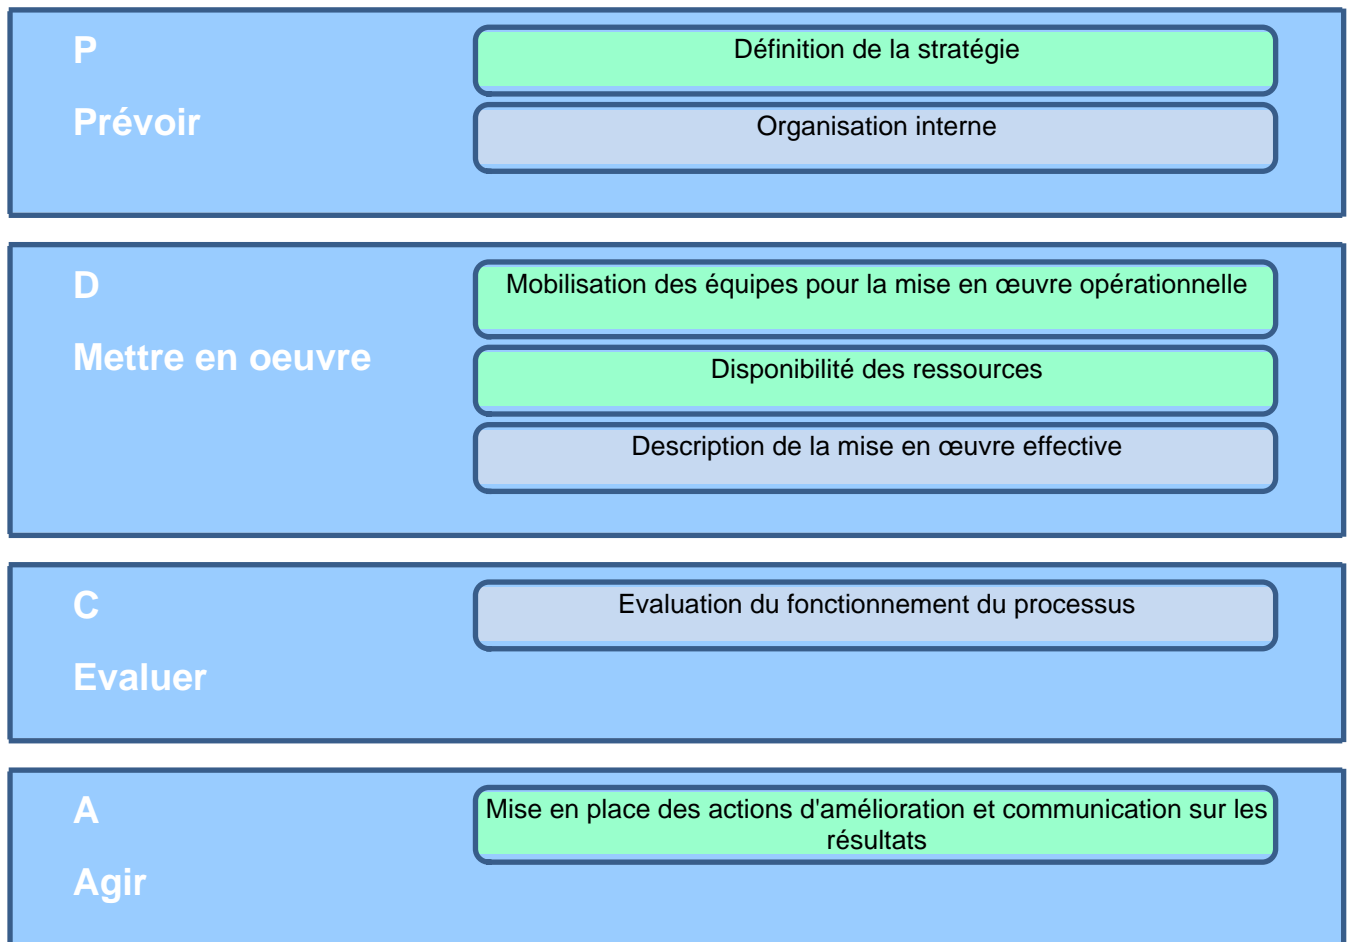 P
Prévoir
Définition de la stratégie
Organisation interne
D
Mettre en oeuvre
Mobilisation des équipes pour la mise en œuvre opérationnelle
Disponibilité des ressources
Description de la mise en œuvre effective
C
Evaluer
Evaluation du fonctionnement du processus
A
Agir
Mise en place des actions d'amélioration et communication sur les
résultats